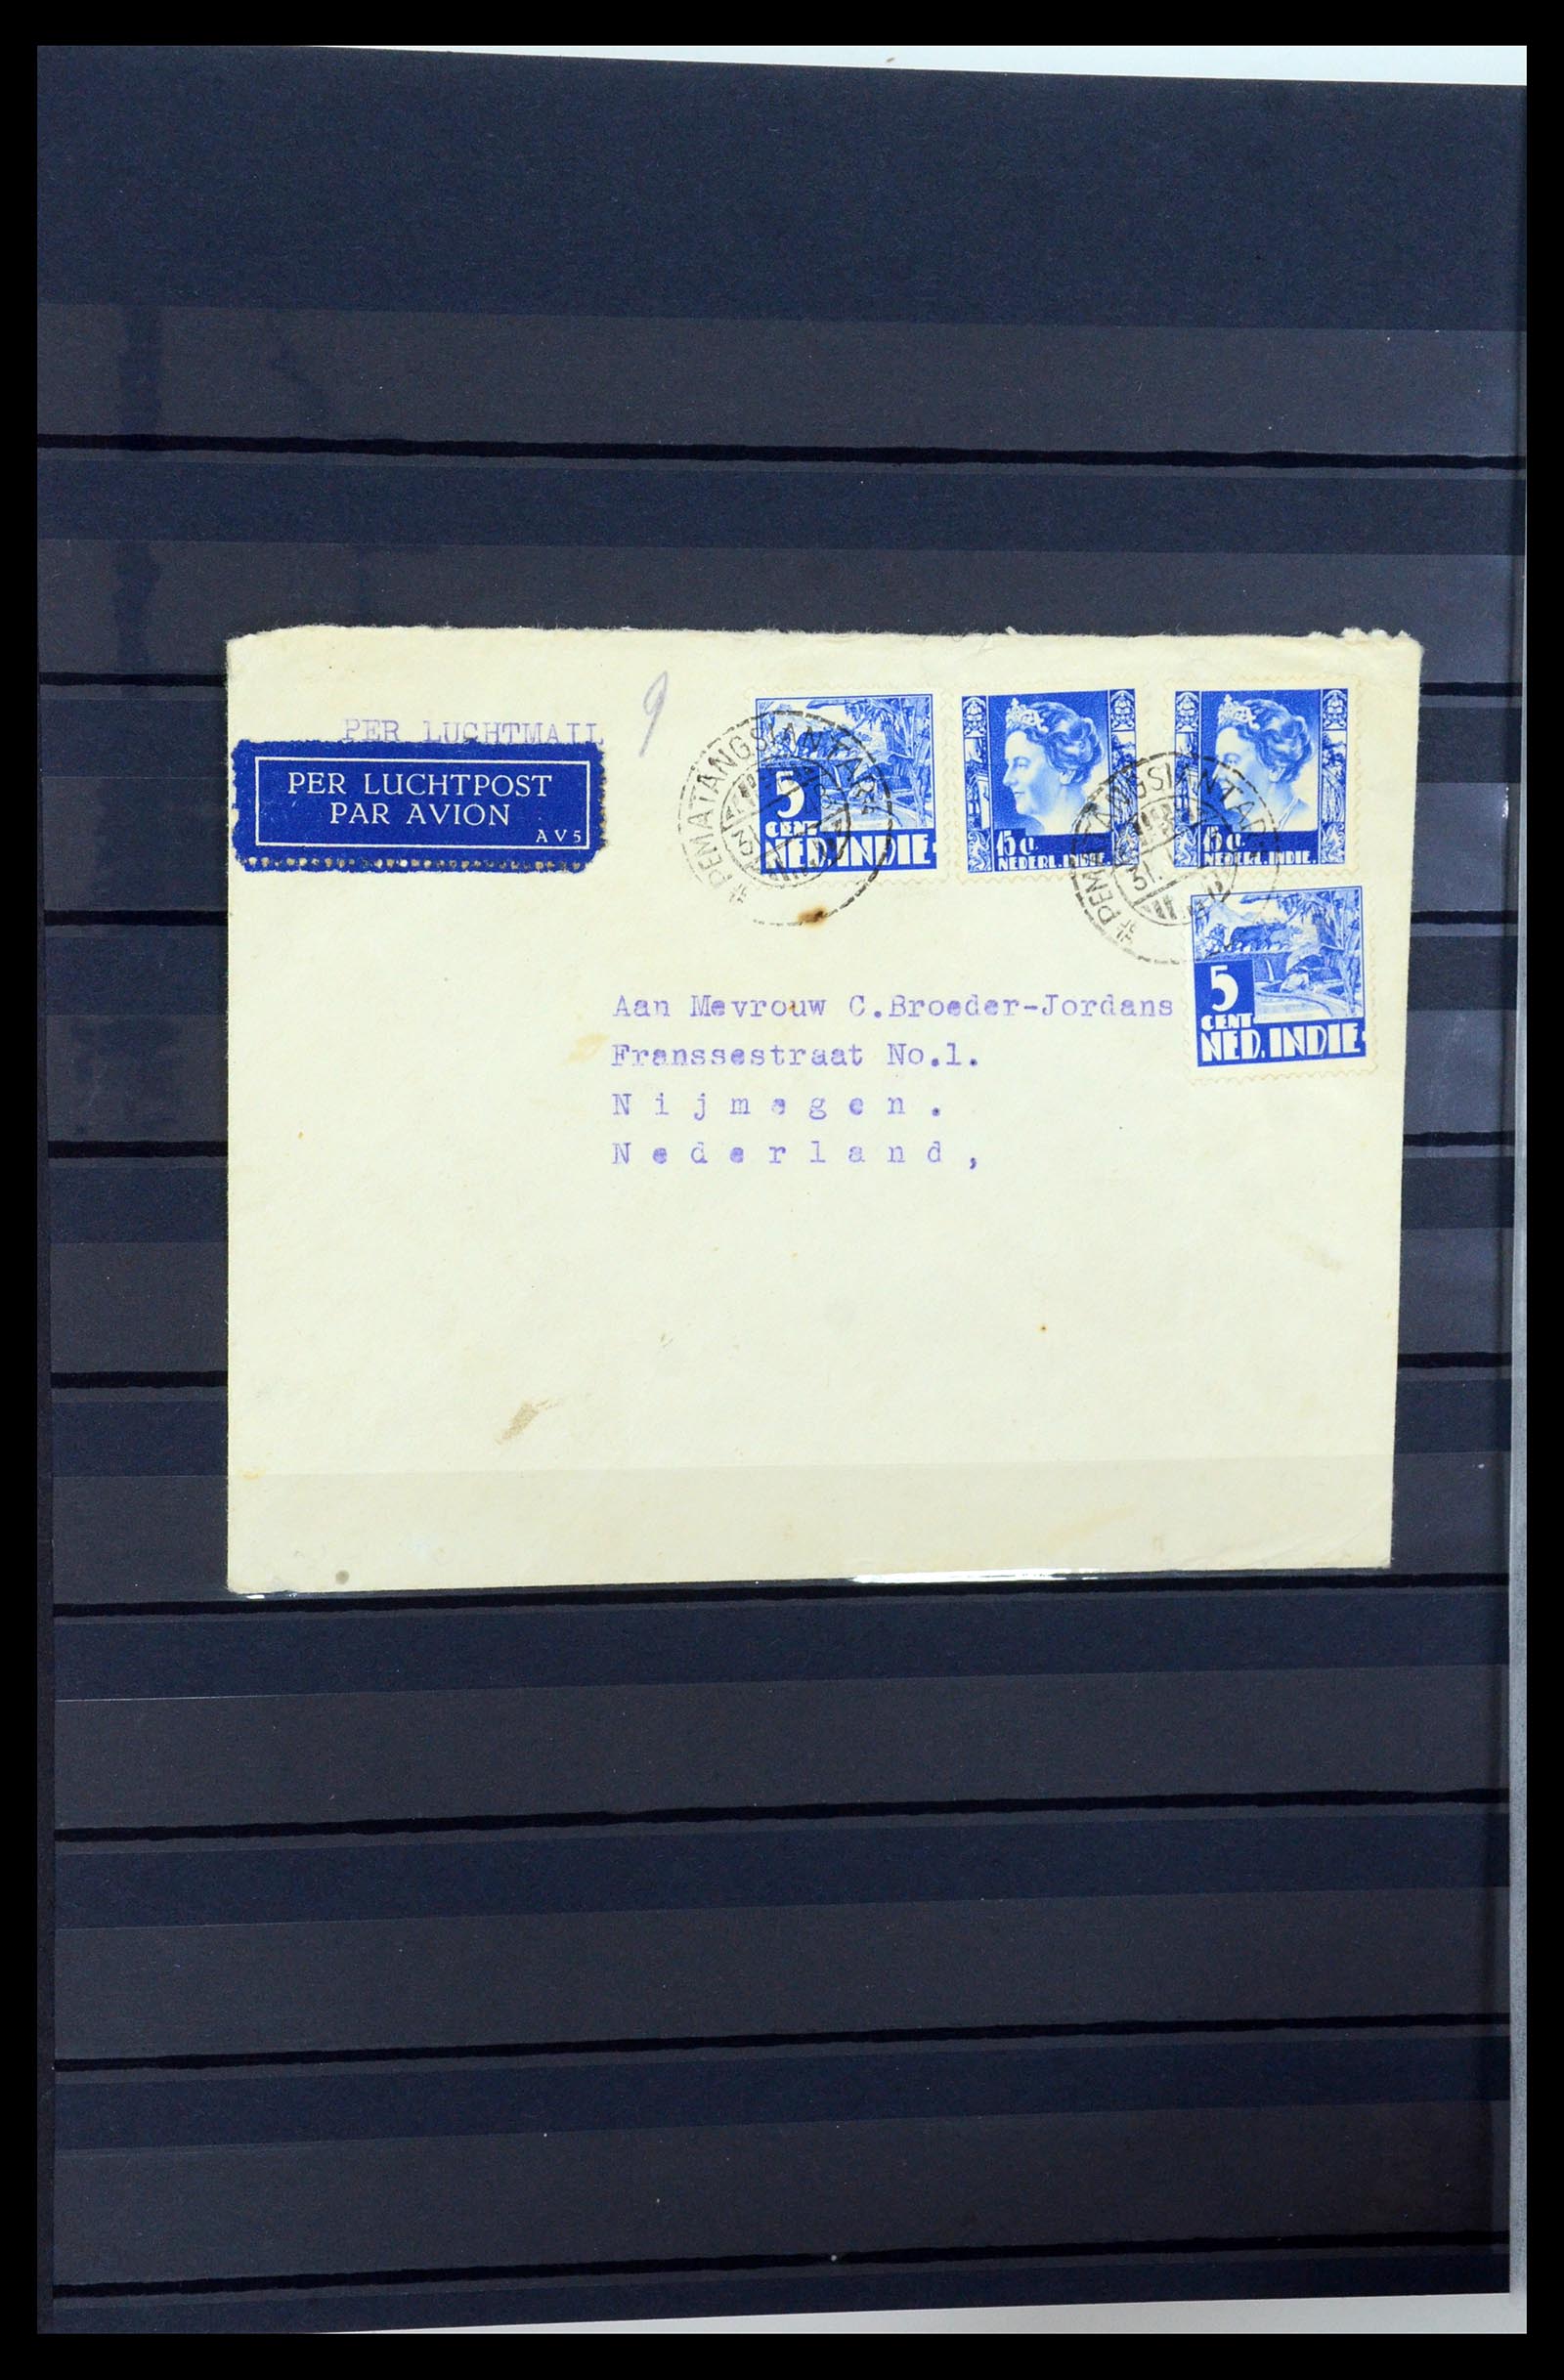 PER LUCHTMAIL
PER LUCHTPOST
PAR AVION
AV5
9
PEMATANGSIANTAR
5
CENT
NED. INDIE
15 C.
NEDERL. INDIE.
PEMATANGSIANTAR
15 C.
NEDERL. INDIE.
5
CENT
NED. INDIE
Aan Mevrouw C.Broeder-Jordans
Franssestraat No.1.
Nijmegen.
Nederland,